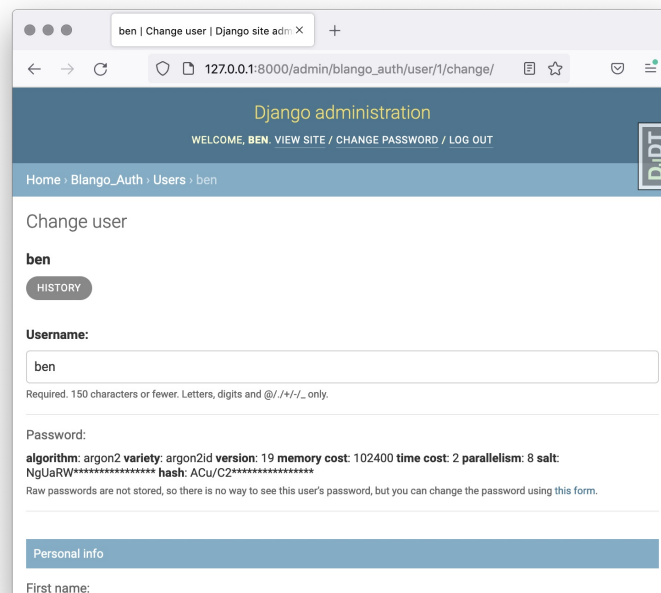 ben | Change user | Django site adm
127.0.0.1:8000/admin/blango_auth/user/1/change/
Django administration
WELCOME, BEN. VIEW SITE / CHANGE PASSWORD / LOG OUT
DjDT
Home › Blango_Auth › Users › ben
Change user
ben
HISTORY
Username:
ben
Required. 150 characters or fewer. Letters, digits and @/./+/-/_ only.
Password:
algorithm: argon2 variety: argon2id version: 19 memory cost: 102400 time cost: 2 parallelism: 8 salt:
NgUaRW**************** hash: ACu/C2****************
Raw passwords are not stored, so there is no way to see this user's password, but you can change the password using this form.
Personal info
First name: